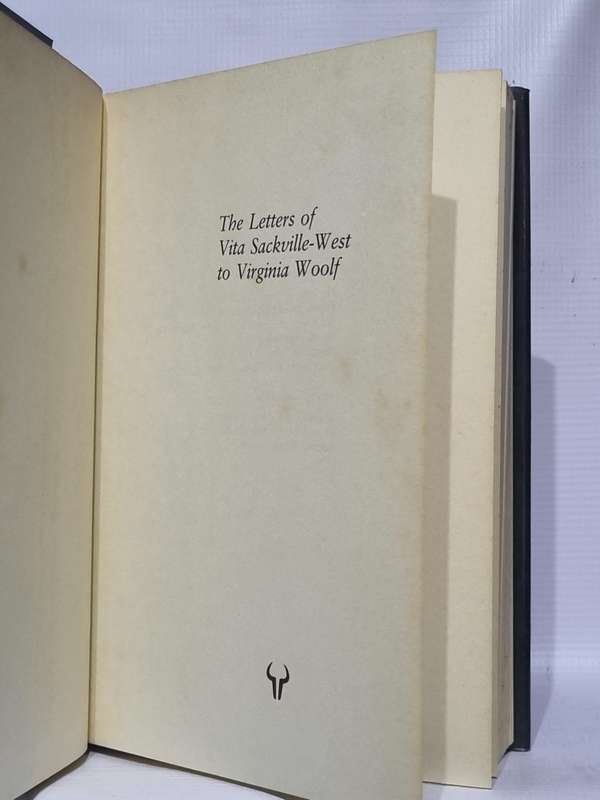 The Letters of
Vita Sackville-West
to Virginia Woolf